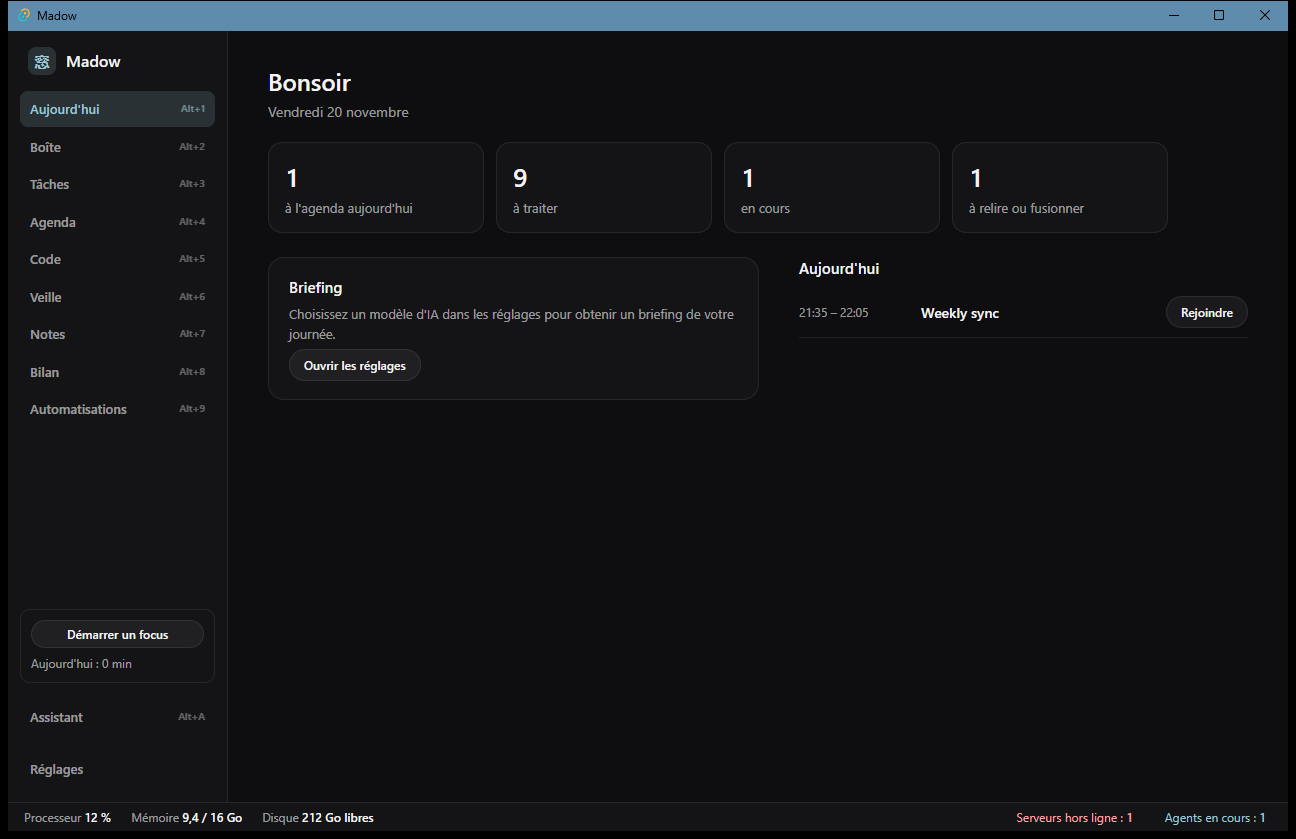 Madow
窓 Madow
Aujourd'hui Alt+1
Boîte Alt+2
Tâches Alt+3
Agenda Alt+4
Code Alt+5
Veille Alt+6
Notes Alt+7
Bilan Alt+8
Automatisations Alt+9
Démarrer un focus
Aujourd'hui : 0 min
Assistant Alt+A
Réglages
Bonsoir
Vendredi 20 novembre
1
à l'agenda aujourd'hui
9
à traiter
1
en cours
1
à relire ou fusionner
Briefing
Choisissez un modèle d'IA dans les réglages pour obtenir un briefing de votre
journée.
Ouvrir les réglages
Aujourd'hui
21:35 – 22:05 Weekly sync Rejoindre
Processeur 12 % Mémoire 9,4 / 16 Go Disque 212 Go libres Serveurs hors ligne : 1 Agents en cours : 1